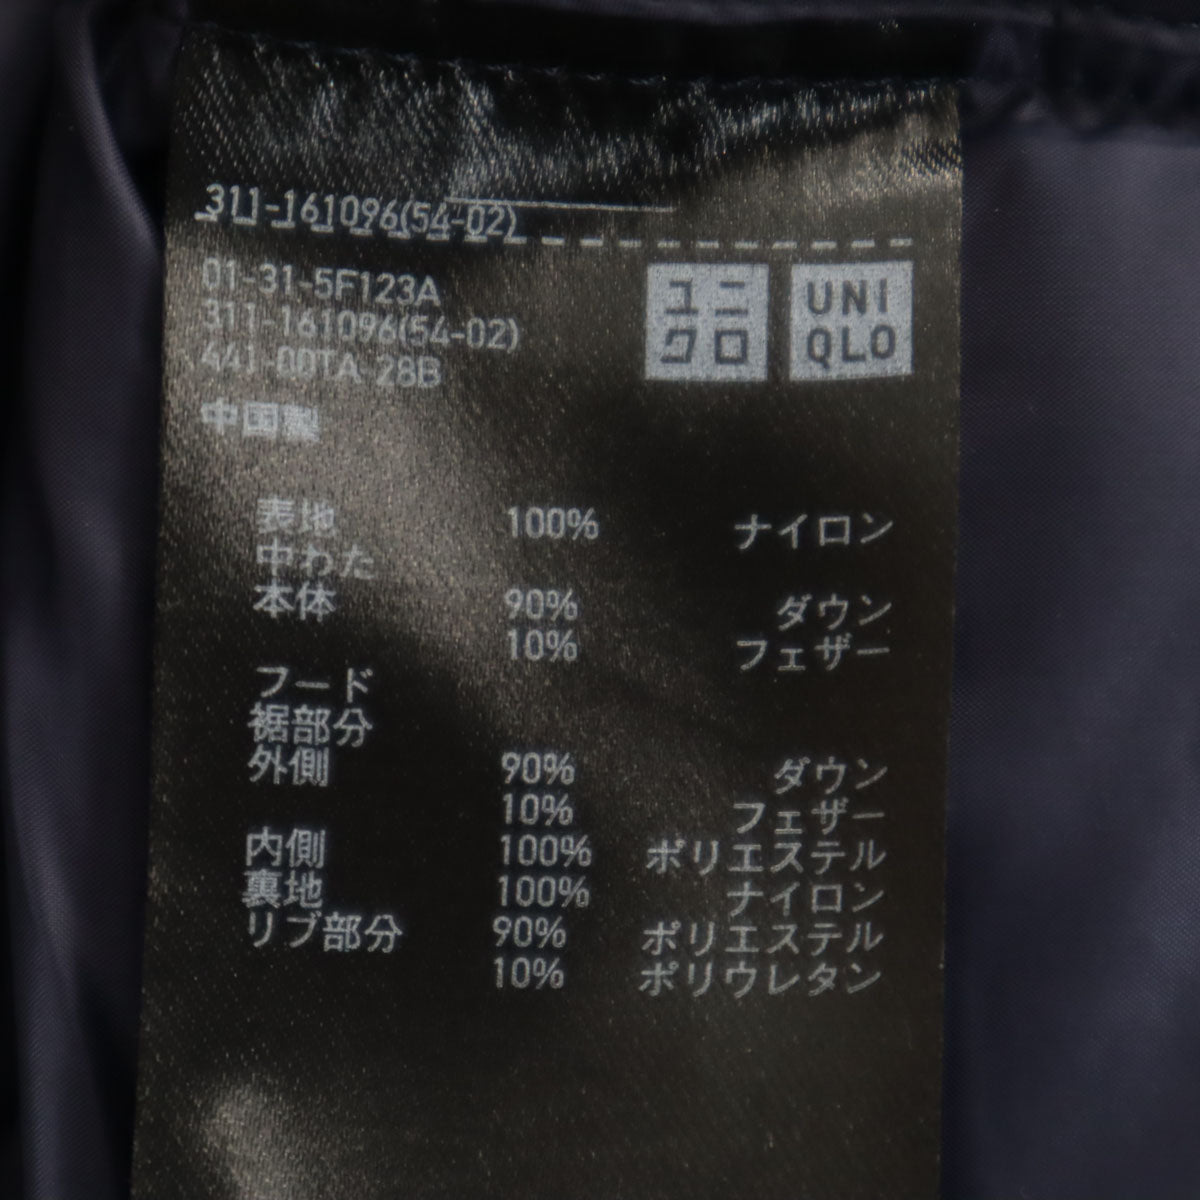 311-161096(54-02)
01-31-5F123A
311-161096(54-02)
441-00TA 28B
中国製
ユニ
クロ
UNI
QLO
表地 100% ナイロン
中わた
本体 90% ダウン
10% フェザー
フード
裾部分
外側 90% ダウン
10% フェザー
内側 100% ポリエステル
裏地 100% ナイロン
リブ部分 90% ポリエステル
10% ポリウレタン